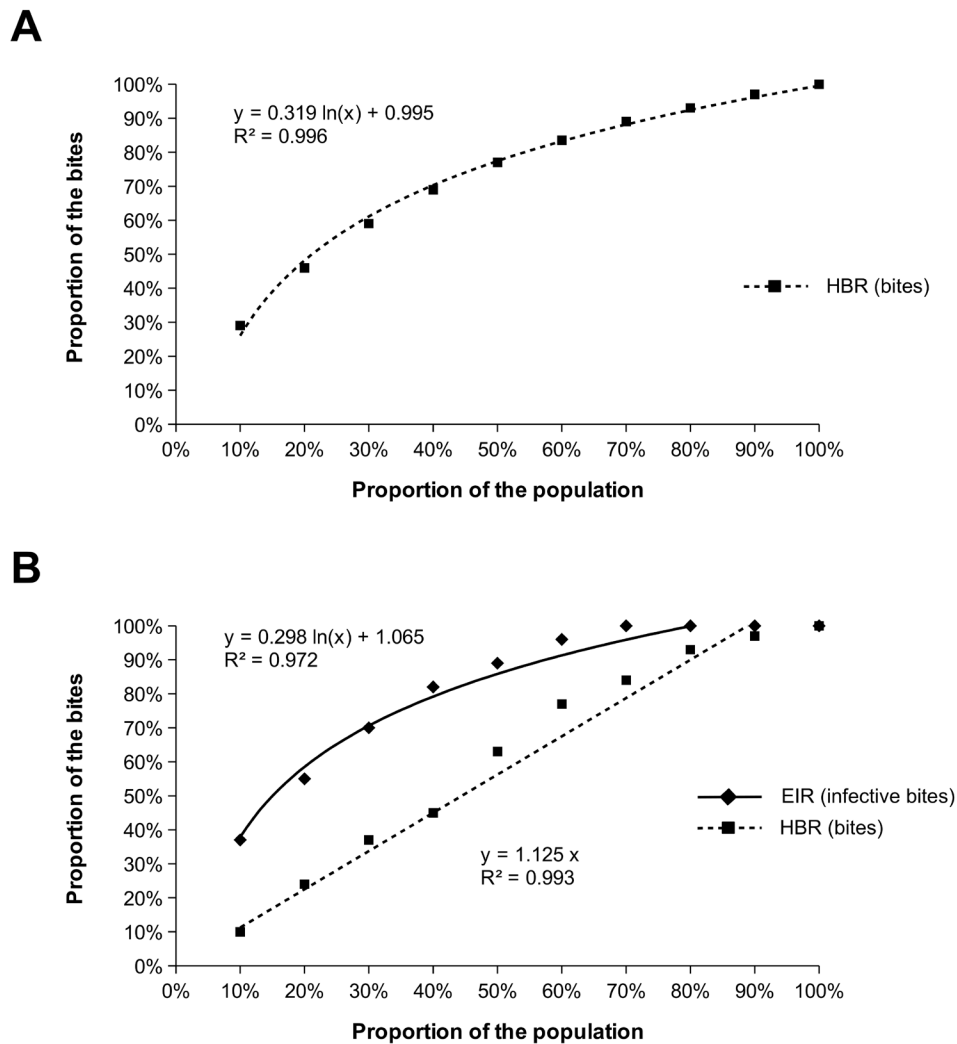 A
100%
90%
80%
70%
60%
50%
40%
30%
20%
10%
0%
Proportion of the bites
y = 0.319 ln(x) + 0.995
R² = 0.996
HBR (bites)
0% 10% 20% 30% 40% 50% 60% 70% 80% 90% 100%
Proportion of the population
B
100%
90%
80%
70%
60%
50%
40%
30%
20%
10%
0%
Proportion of the bites
y = 0.298 ln(x) + 1.065
R² = 0.972
EIR (infective bites)
HBR (bites)
y = 1.125 x
R² = 0.993
0% 10% 20% 30% 40% 50% 60% 70% 80% 90% 100%
Proportion of the population